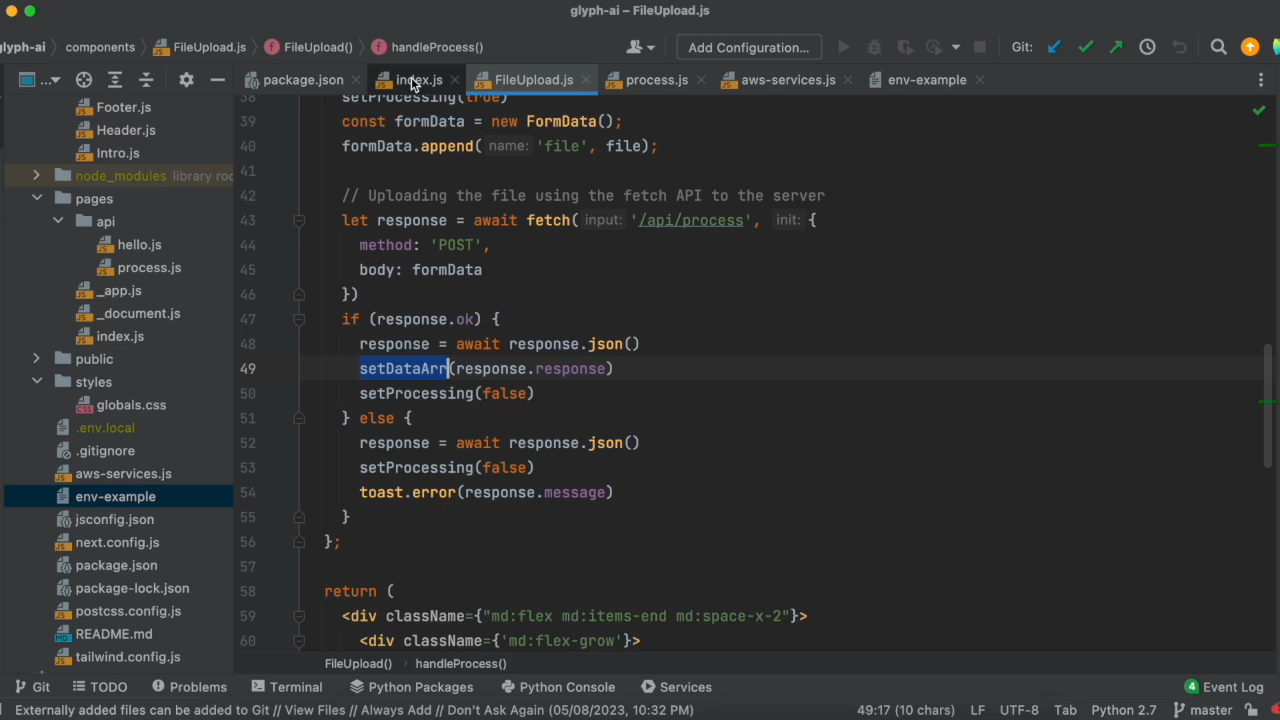 glyph-ai – FileUpload.js
glyph-ai components FileUpload.js FileUpload() handleProcess() Add Configuration... Git:
... package.json index.js FileUpload.js process.js aws-services.js env-example
Footer.js
Header.js
Intro.js
node_modules library roo
pages
api
hello.js
process.js
_app.js
_document.js
index.js
public
styles
globals.css
.env.local
.gitignore
aws-services.js
env-example
jsconfig.json
next.config.js
package.json
package-lock.json
postcss.config.js
README.md
tailwind.config.js
38 setProcessing(true)
39 const formData = new FormData();
40 formData.append( name: 'file', file);
41
42 // Uploading the file using the fetch API to the server
43 let response = await fetch( input: '/api/process', init: {
44 method: 'POST',
45 body: formData
46 })
47 if (response.ok) {
48 response = await response.json()
49 setDataArr(response.response)
50 setProcessing(false)
51 } else {
52 response = await response.json()
53 setProcessing(false)
54 toast.error(response.message)
55 }
56 };
57
58 return (
59 <div className={"md:flex md:items-end md:space-x-2"}>
60 <div className={'md:flex-grow'}>
FileUpload() handleProcess()
Git TODO Problems Terminal Python Packages Python Console Services 4 Event Log
Externally added files can be added to Git // View Files // Always Add // Don't Ask Again (05/08/2023, 10:32 PM) 49:17 (10 chars) LF UTF-8 Tab Python 2.7 master